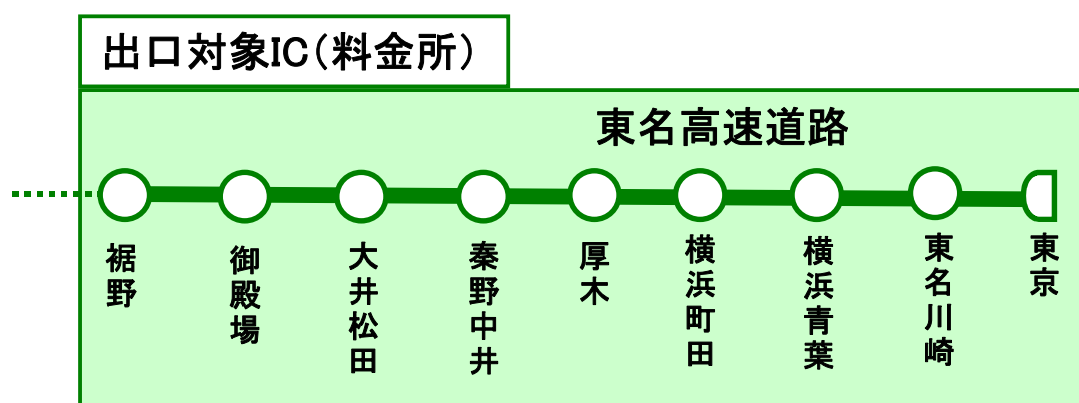 出口対象IC(料金所)
東名高速道路
裾野
御殿場
大井松田
秦野中井
厚木
横浜町田
横浜青葉
東名川崎
東京